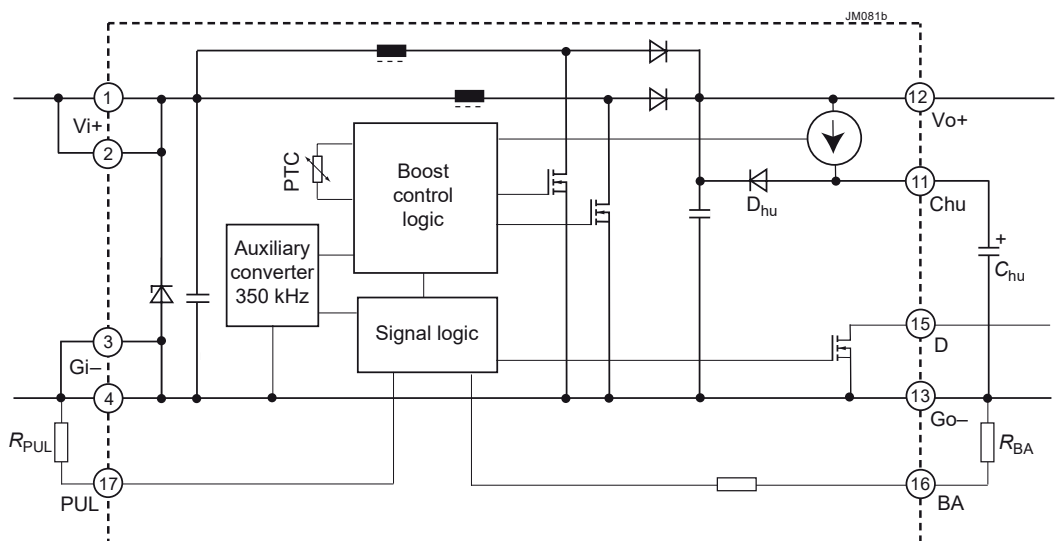 JM081b
1
12
Vi+
Vo+
2
PTC
Boost
control
logic
11
Dhu
Chu
Auxiliary
converter
350 kHz
+
Chu
Signal logic
15
D
3
Gi–
4
13
Go–
RPUL
RBA
17
PUL
16
BA